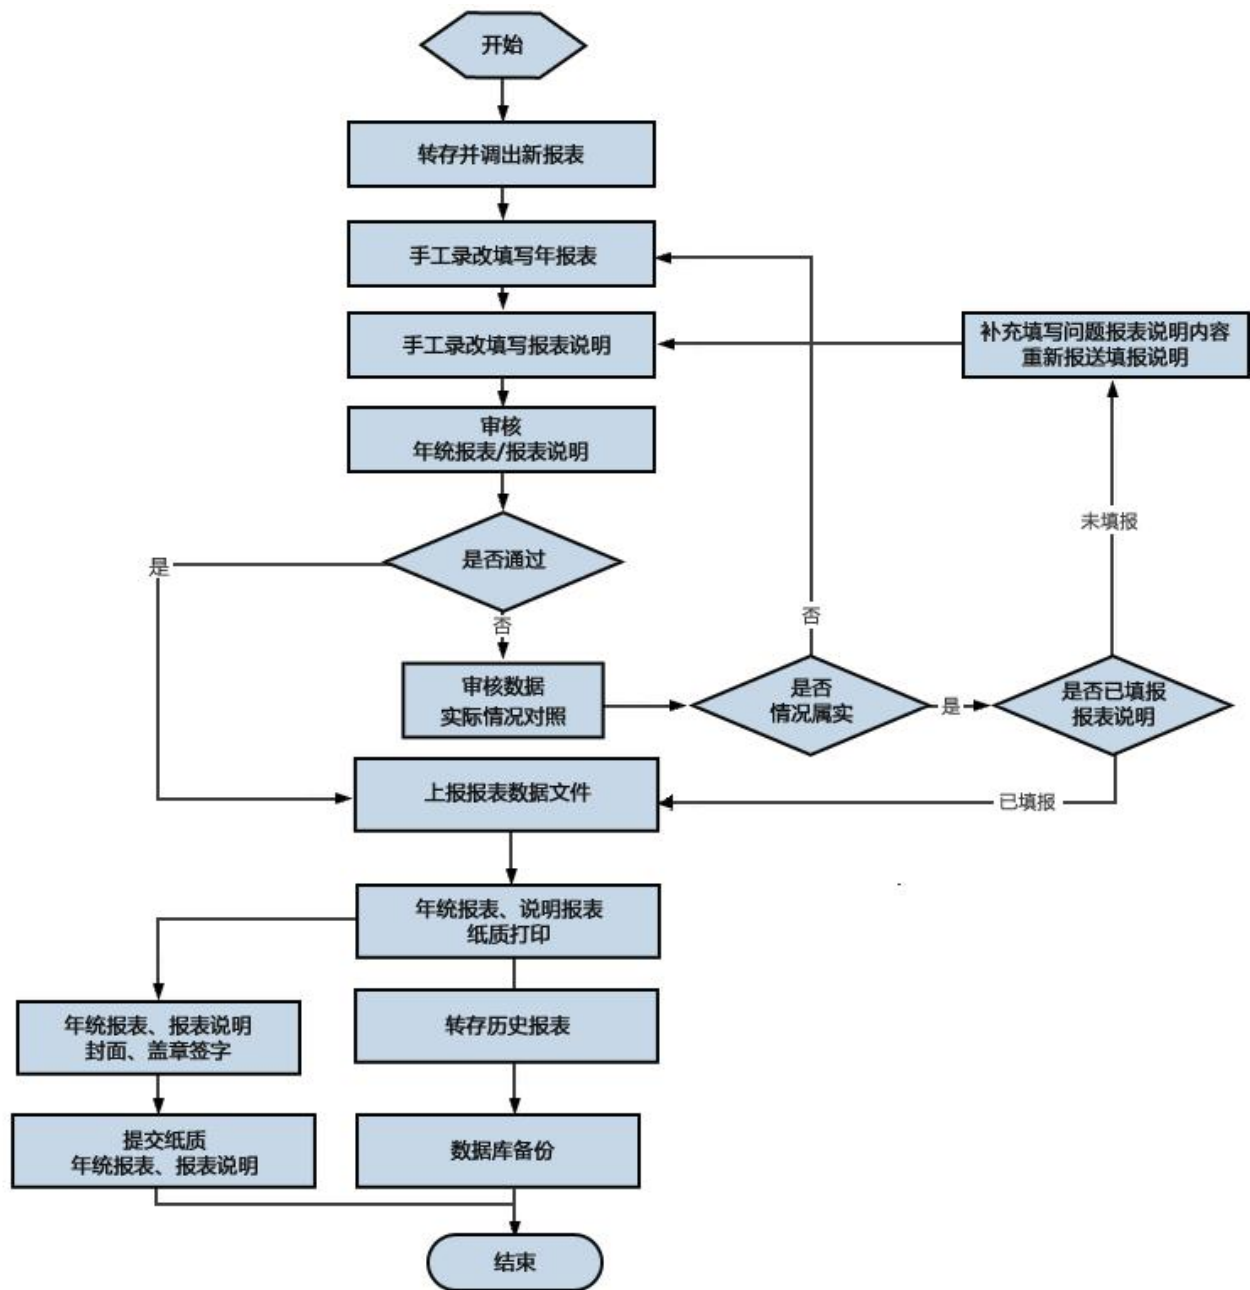 开始
转存并调出新报表
手工录改填写年报表
手工录改填写报表说明
补充填写问题报表说明内容
重新报送填报说明
审核
年统报表/报表说明
未填报
是否通过
是
否
否
审核数据
实际情况对照
是否
情况属实
是
是否已填报
报表说明
上报报表数据文件
已填报
年统报表、说明报表
纸质打印
年统报表、报表说明
封面、盖章签字
转存历史报表
提交纸质
年统报表、报表说明
数据库备份
结束